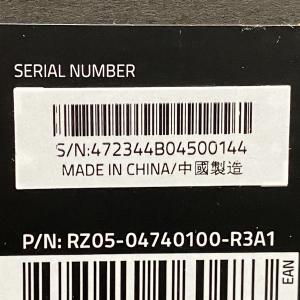 SERIAL NUMBER
S/N:472344B04500144
MADE IN CHINA/中國製造
P/N: RZ05-04740100-R3A1
EAN